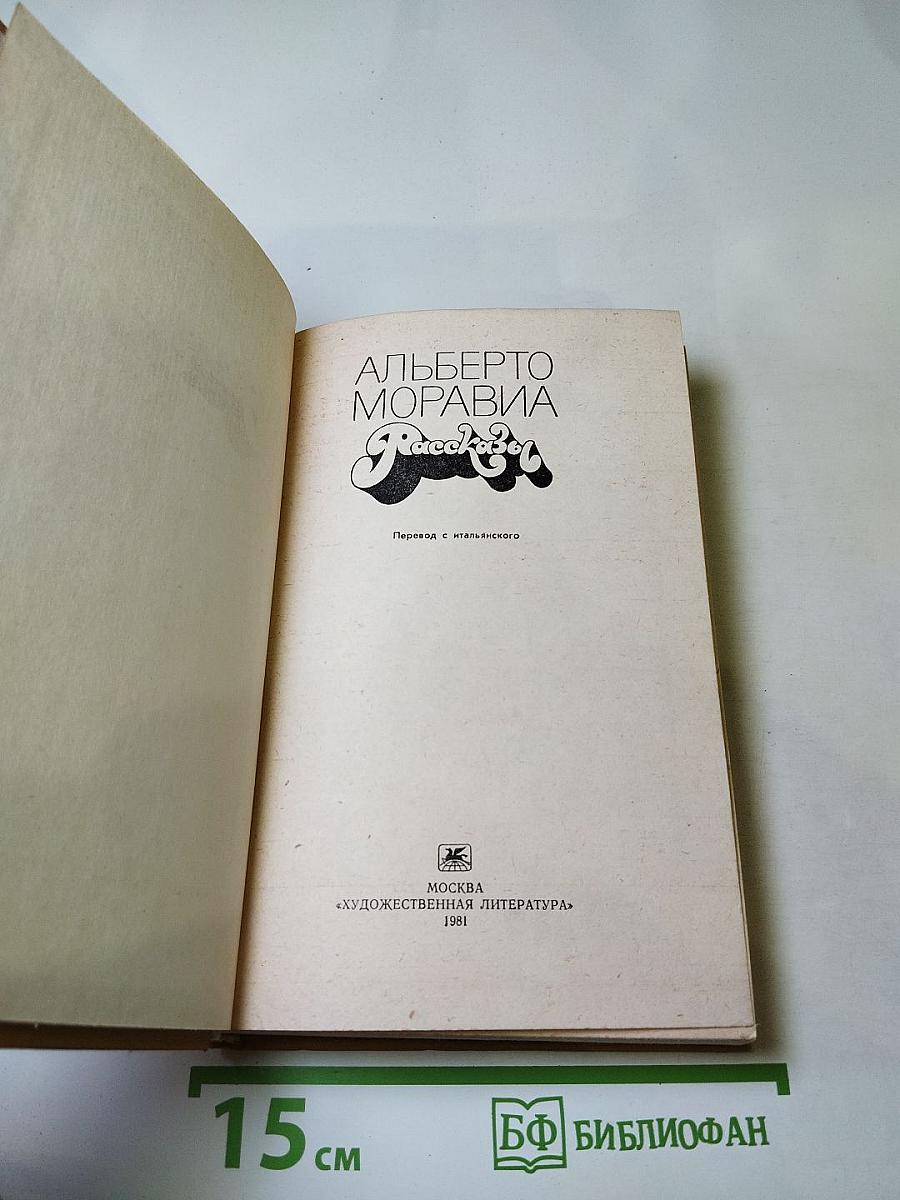 АЛЬБЕРТО
МОРАВИА
Рассказы
Перевод с итальянского
МОСКВА
«ХУДОЖЕСТВЕННАЯ ЛИТЕРАТУРА»
1981
15 см
БФ БИБЛИОФАН